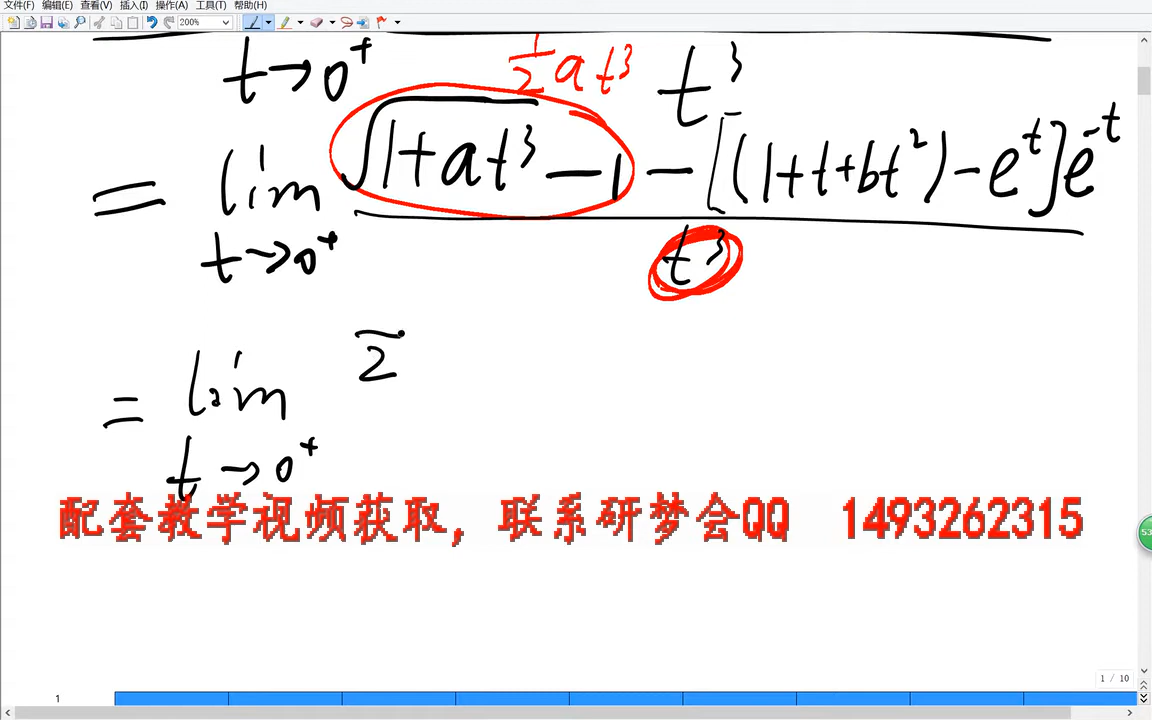 文件(F) 编辑(E) 查看(V) 插入(I) 操作(A) 工具(T) 帮助(H)
200%
t→0⁺ ½at³ t³
= lim √(1+at³) −1 − [(1+t+bt²)−eᵗ]e⁻ᵗ
t→0⁺ t³
= lim 2
t→0⁺
配套教学视频获取，联系研梦会QQ 1493262315
53
1 / 10
1